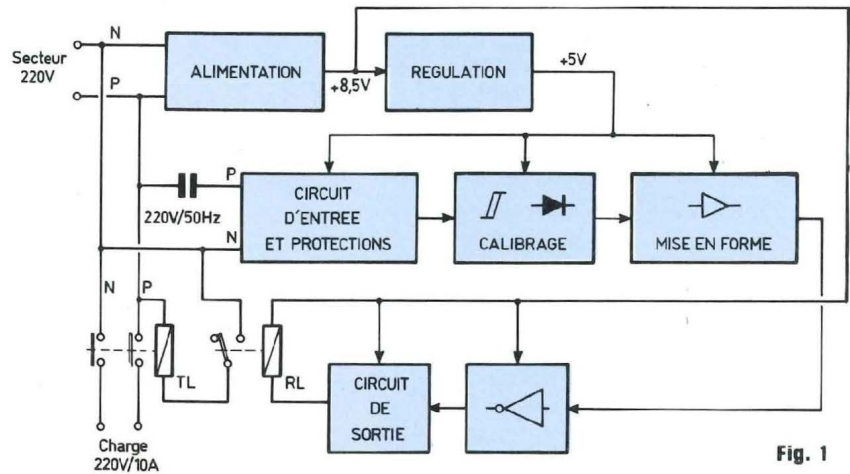 N
Secteur
220V
P
ALIMENTATION
+8,5V
REGULATION
+5V
P
220V/50Hz
N
CIRCUIT
D'ENTREE
ET PROTECTIONS
CALIBRAGE
MISE EN FORME
N
P
TL
RL
CIRCUIT
DE
SORTIE
Charge
220V/10A
Fig. 1